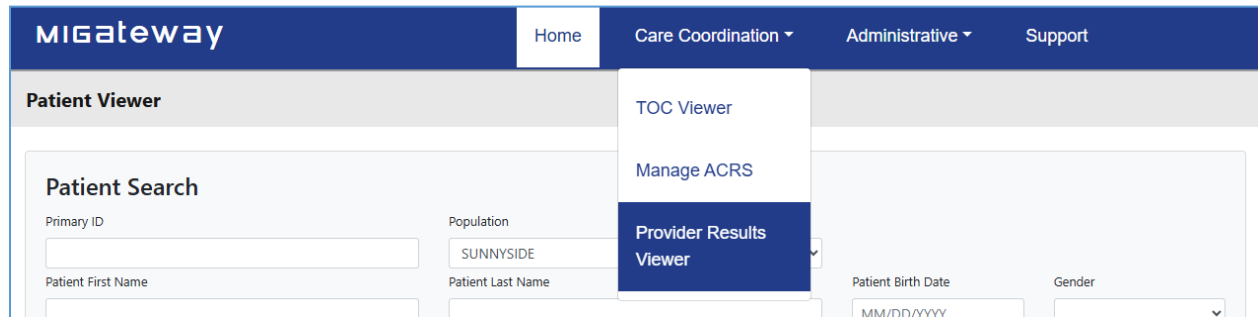 MIGateway
Home Care Coordination Administrative Support
Patient Viewer
TOC Viewer
Manage ACRS
Provider Results
Viewer
Patient Search
Primary ID Population
SUNNYSIDE
Patient First Name Patient Last Name Patient Birth Date Gender
MM/DD/YYYY